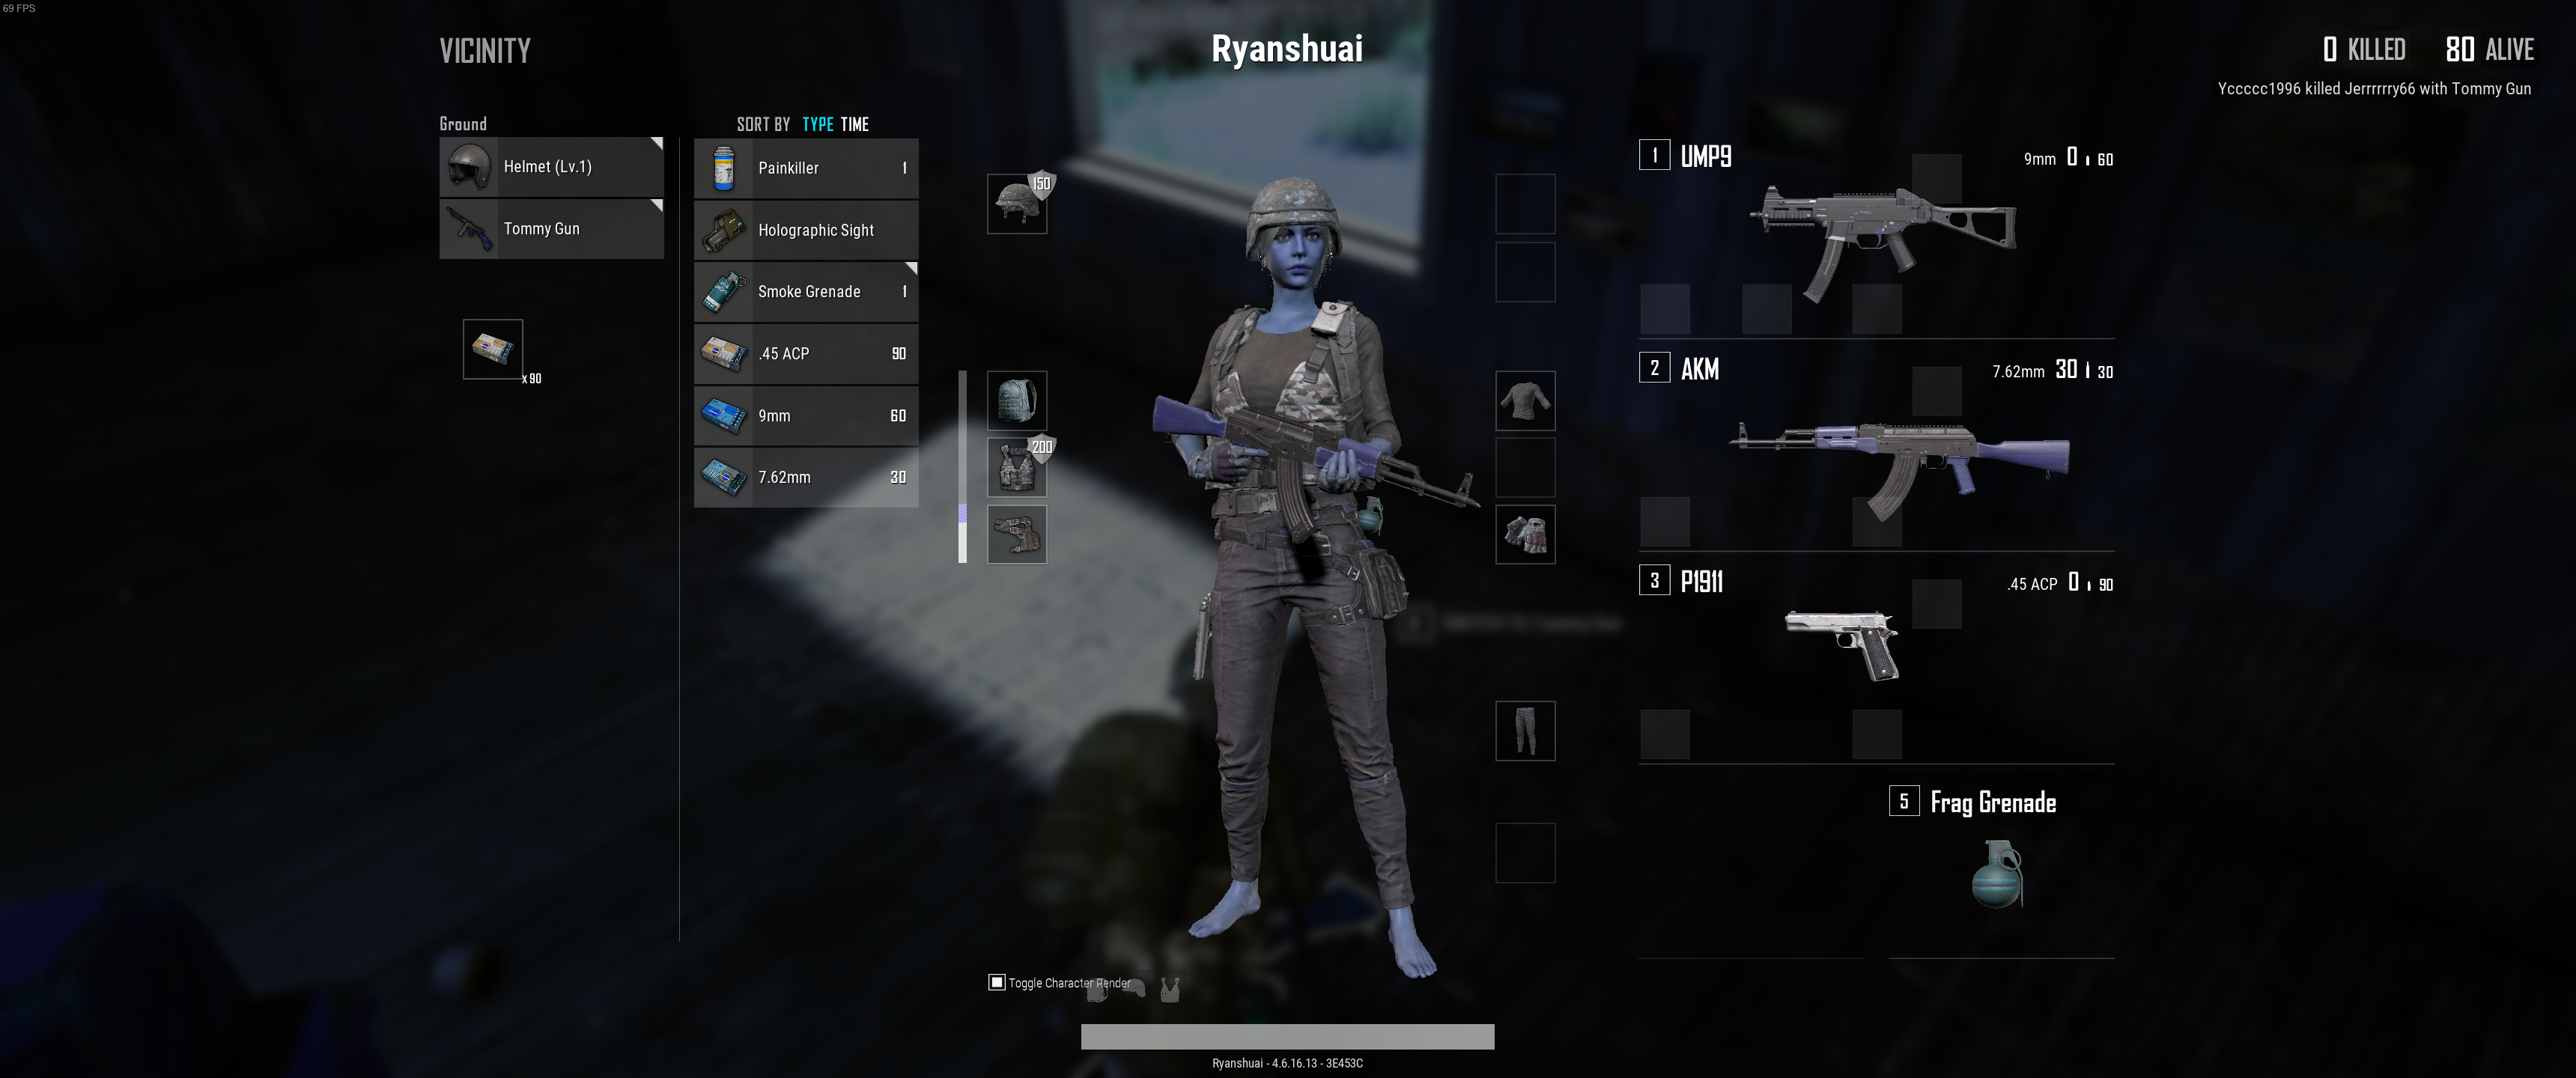 69 FPS
VICINITY
Ryanshuai
0 KILLED 80 ALIVE
Yccccc1996 killed Jerrrrrry66 with Tommy Gun
Ground
SORT BY TYPE TIME
Helmet (Lv.1)
Tommy Gun
x90
Painkiller 1
Holographic Sight
Smoke Grenade 1
.45 ACP 90
9mm 60
7.62mm 30
150
200
1 UMP9 9mm 0 60
2 AKM 7.62mm 30 30
3 P1911 .45 ACP 0 90
5 Frag Grenade
Toggle Character Render
Ryanshuai - 4.6.16.13 - 3E453C